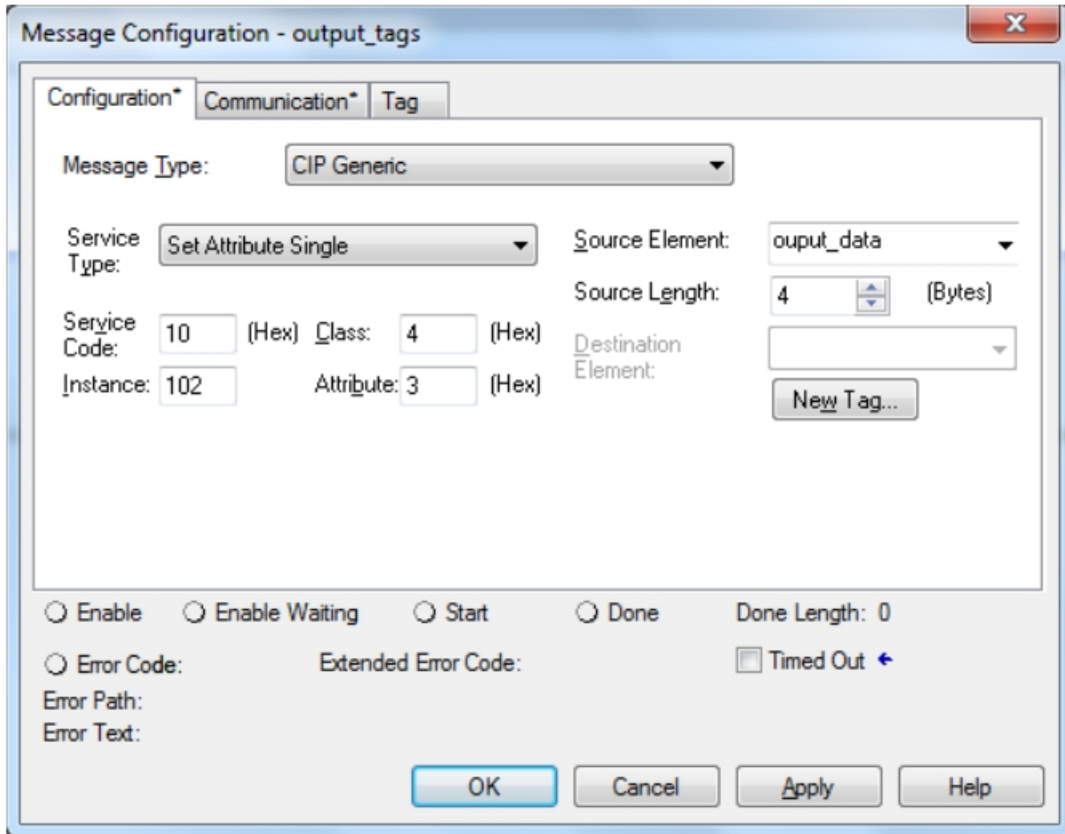 Message Configuration - output_tags
Configuration* Communication* Tag
Message Type: CIP Generic
Service Type: Set Attribute Single
Source Element: ouput_data
Source Length: 4 (Bytes)
Service Code: 10 (Hex) Class: 4 (Hex)
Destination Element:
Instance: 102 Attribute: 3 (Hex)
New Tag...
Enable Enable Waiting Start Done Done Length: 0
Error Code: Extended Error Code: Timed Out
Error Path:
Error Text:
OK Cancel Apply Help